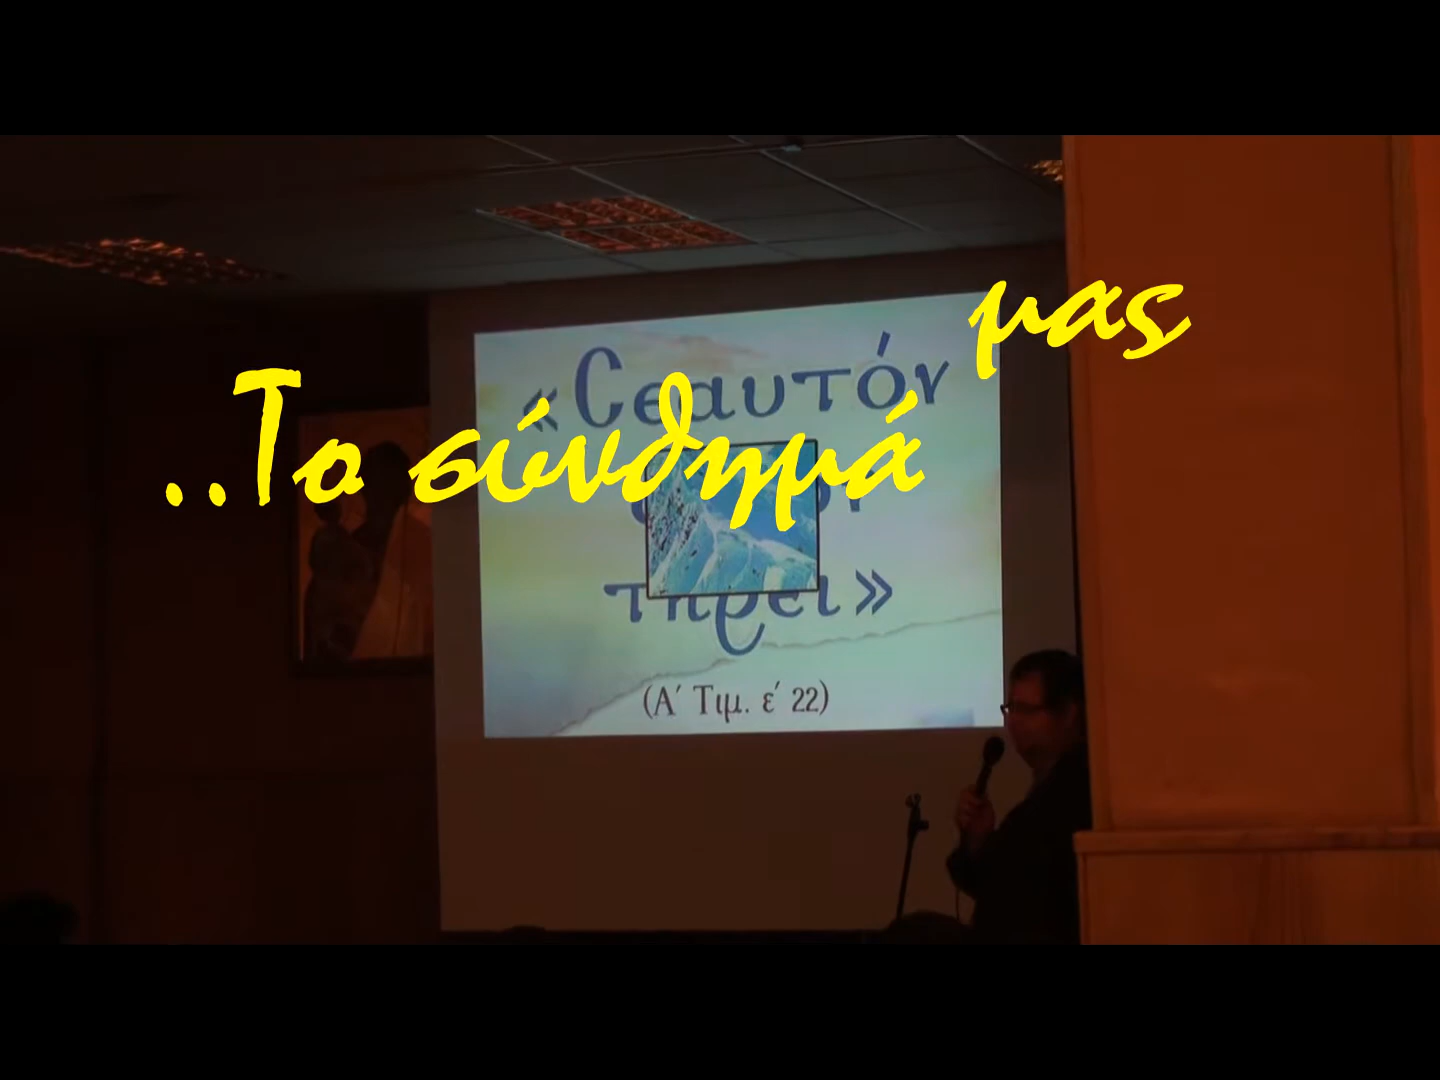 ..Το σύνθημά μας
«Σεαυτόν
τήρει»
(Α΄ Τιμ. ε΄ 22)